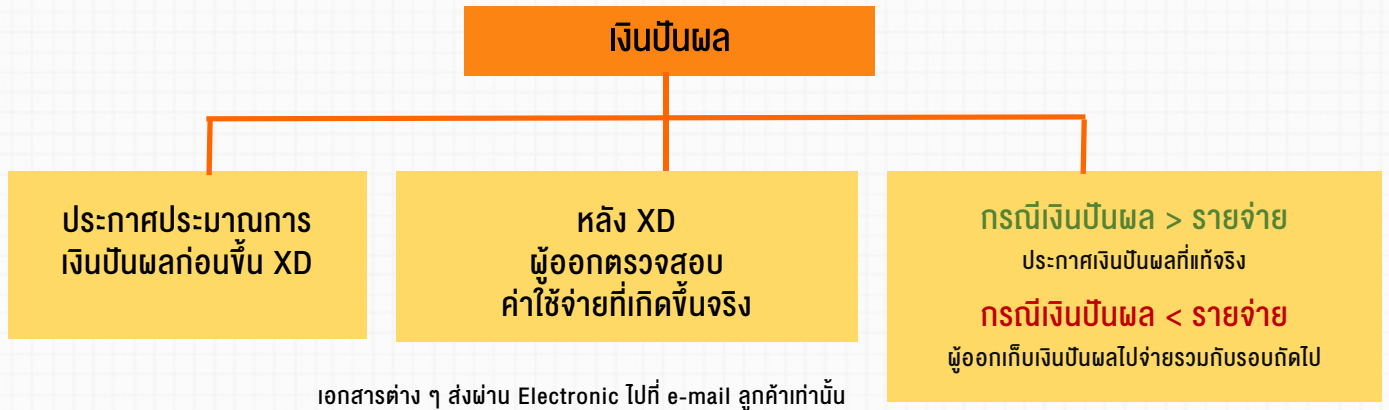 เงินปันผล
ประกาศประมาณการ
เงินปันผลก่อนขึ้น XD
หลัง XD
ผู้ออกตรวจสอบ
ค่าใช้จ่ายที่เกิดขึ้นจริง
กรณีเงินปันผล > รายจ่าย
ประกาศเงินปันผลที่แท้จริง
กรณีเงินปันผล < รายจ่าย
ผู้ออกเก็บเงินปันผลไปจ่ายรวมกับรอบถัดไป
เอกสารต่าง ๆ ส่งผ่าน Electronic ไปที่ e-mail ลูกค้าเท่านั้น